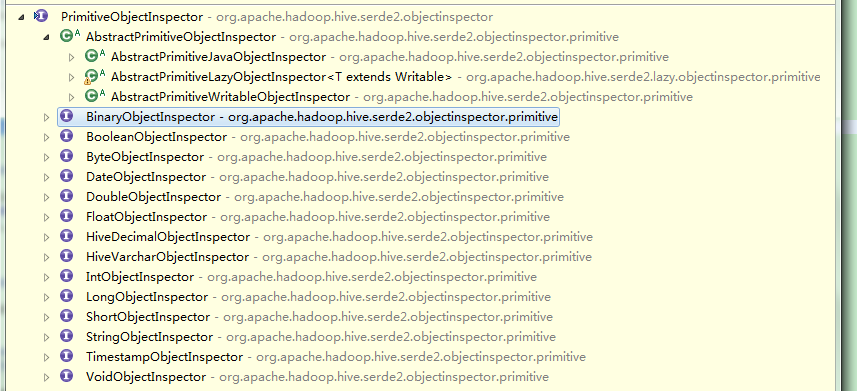 PrimitiveObjectInspector - org.apache.hadoop.hive.serde2.objectinspector
AbstractPrimitiveObjectInspector - org.apache.hadoop.hive.serde2.objectinspector.primitive
AbstractPrimitiveJavaObjectInspector - org.apache.hadoop.hive.serde2.objectinspector.primitive
AbstractPrimitiveLazyObjectInspector<T extends Writable> - org.apache.hadoop.hive.serde2.lazy.objectinspector.primitive
AbstractPrimitiveWritableObjectInspector - org.apache.hadoop.hive.serde2.objectinspector.primitive
BinaryObjectInspector - org.apache.hadoop.hive.serde2.objectinspector.primitive
BooleanObjectInspector - org.apache.hadoop.hive.serde2.objectinspector.primitive
ByteObjectInspector - org.apache.hadoop.hive.serde2.objectinspector.primitive
DateObjectInspector - org.apache.hadoop.hive.serde2.objectinspector.primitive
DoubleObjectInspector - org.apache.hadoop.hive.serde2.objectinspector.primitive
FloatObjectInspector - org.apache.hadoop.hive.serde2.objectinspector.primitive
HiveDecimalObjectInspector - org.apache.hadoop.hive.serde2.objectinspector.primitive
HiveVarcharObjectInspector - org.apache.hadoop.hive.serde2.objectinspector.primitive
IntObjectInspector - org.apache.hadoop.hive.serde2.objectinspector.primitive
LongObjectInspector - org.apache.hadoop.hive.serde2.objectinspector.primitive
ShortObjectInspector - org.apache.hadoop.hive.serde2.objectinspector.primitive
StringObjectInspector - org.apache.hadoop.hive.serde2.objectinspector.primitive
TimestampObjectInspector - org.apache.hadoop.hive.serde2.objectinspector.primitive
VoidObjectInspector - org.apache.hadoop.hive.serde2.objectinspector.primitive